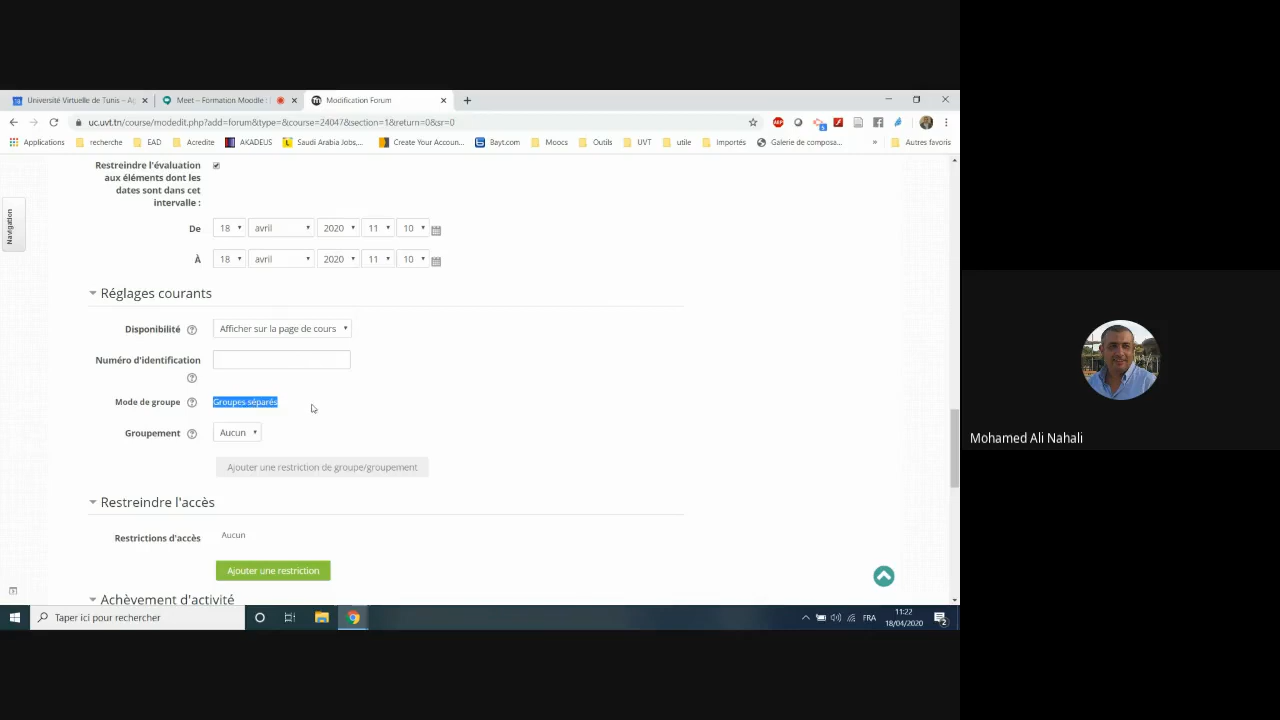 Université Virtuelle de Tunis – Ag
Meet – Formation Moodle :
Modification Forum
uc.uvt.tn/course/modedit.php?add=forum&type=&course=24047&section=1&return=0&sr=0
Applications
recherche
EAD
Acredite
AKADEUS
Saudi Arabia Jobs,...
Create Your Accoun...
Bayt.com
Moocs
Outils
UVT
utile
Importés
Galerie de composa...
»
Autres favoris
Navigation
Restreindre l'évaluation
aux éléments dont les
dates sont dans cet
intervalle :
De 18 avril 2020 11 10
À 18 avril 2020 11 10
Réglages courants
Disponibilité Afficher sur la page de cours
Numéro d'identification
Mode de groupe Groupes séparés
Groupement Aucun
Ajouter une restriction de groupe/groupement
Restreindre l'accès
Restrictions d'accès Aucun
Ajouter une restriction
Achèvement d'activité
Taper ici pour rechercher
FRA
11:22
18/04/2020
2
Mohamed Ali Nahali